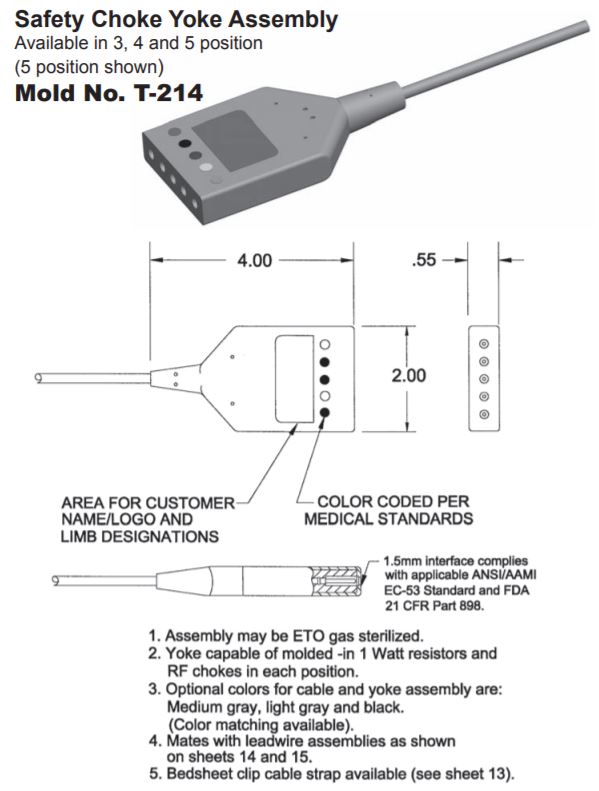 Safety Choke Yoke Assembly
Available in 3, 4 and 5 position
(5 position shown)
Mold No. T-214
4.00
.55
2.00
AREA FOR CUSTOMER
NAME/LOGO AND
LIMB DESIGNATIONS
COLOR CODED PER
MEDICAL STANDARDS
1.5mm interface complies
with applicable ANSI/AAMI
EC-53 Standard and FDA
21 CFR Part 898.
1. Assembly may be ETO gas sterilized.
2. Yoke capable of molded -in 1 Watt resistors and
RF chokes in each position.
3. Optional colors for cable and yoke assembly are:
Medium gray, light gray and black.
(Color matching available).
4. Mates with leadwire assemblies as shown
on sheets 14 and 15.
5. Bedsheet clip cable strap available (see sheet 13).